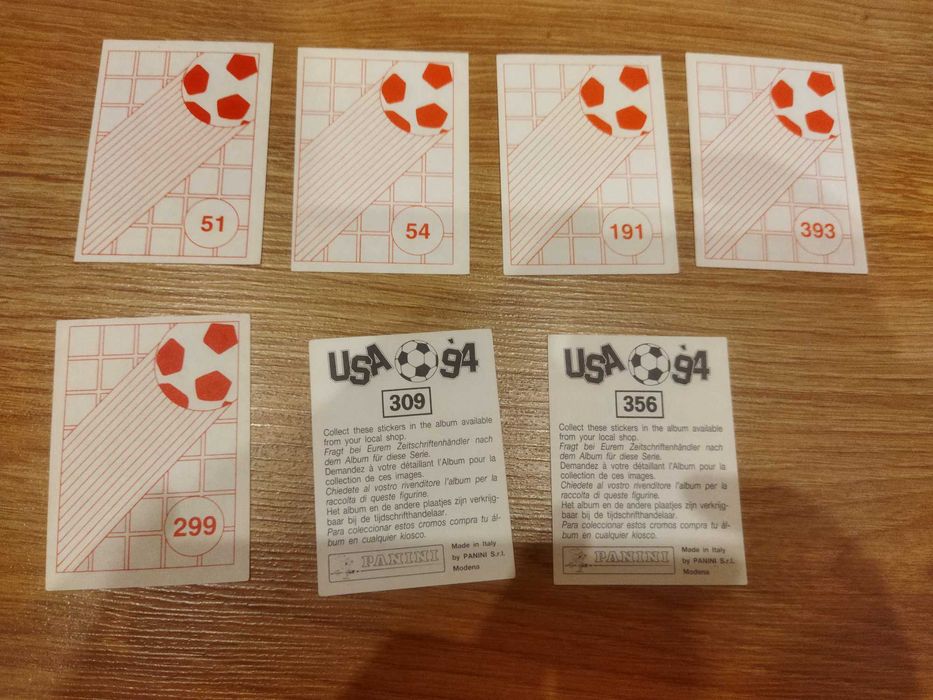 51
54
191
393
299
USA 94
309
Collect these stickers in the album available
from your local shop.
Fragt bei Eurem Zeitschriftenhändler nach
dem Album für diese Serie.
Demandez à votre détaillant l'Album pour la
collection de ces images.
Chiedete al vostro rivenditore l'album per la
raccolta di queste figurine.
Het album en de andere plaatjes zijn verkrijg-
baar bij de tijdschrifthandelaar.
Para coleccionar estos cromos compra tu ál-
bum en cualquier kiosco.
PANINI
Made in Italy
by PANINI S.r.l.
Modena
USA 94
356
Collect these stickers in the album available
from your local shop.
Fragt bei Eurem Zeitschriftenhändler nach
dem Album für diese Serie.
Demandez à votre détaillant l'Album pour la
collection de ces images.
Chiedete al vostro rivenditore l'album per la
raccolta di queste figurine.
Het album en de andere plaatjes zijn verkrijg-
baar bij de tijdschrifthandelaar.
Para coleccionar estos cromos compra tu ál-
bum en cualquier kiosco.
PANINI
Made in Italy
by PANINI S.r.l.
Modena